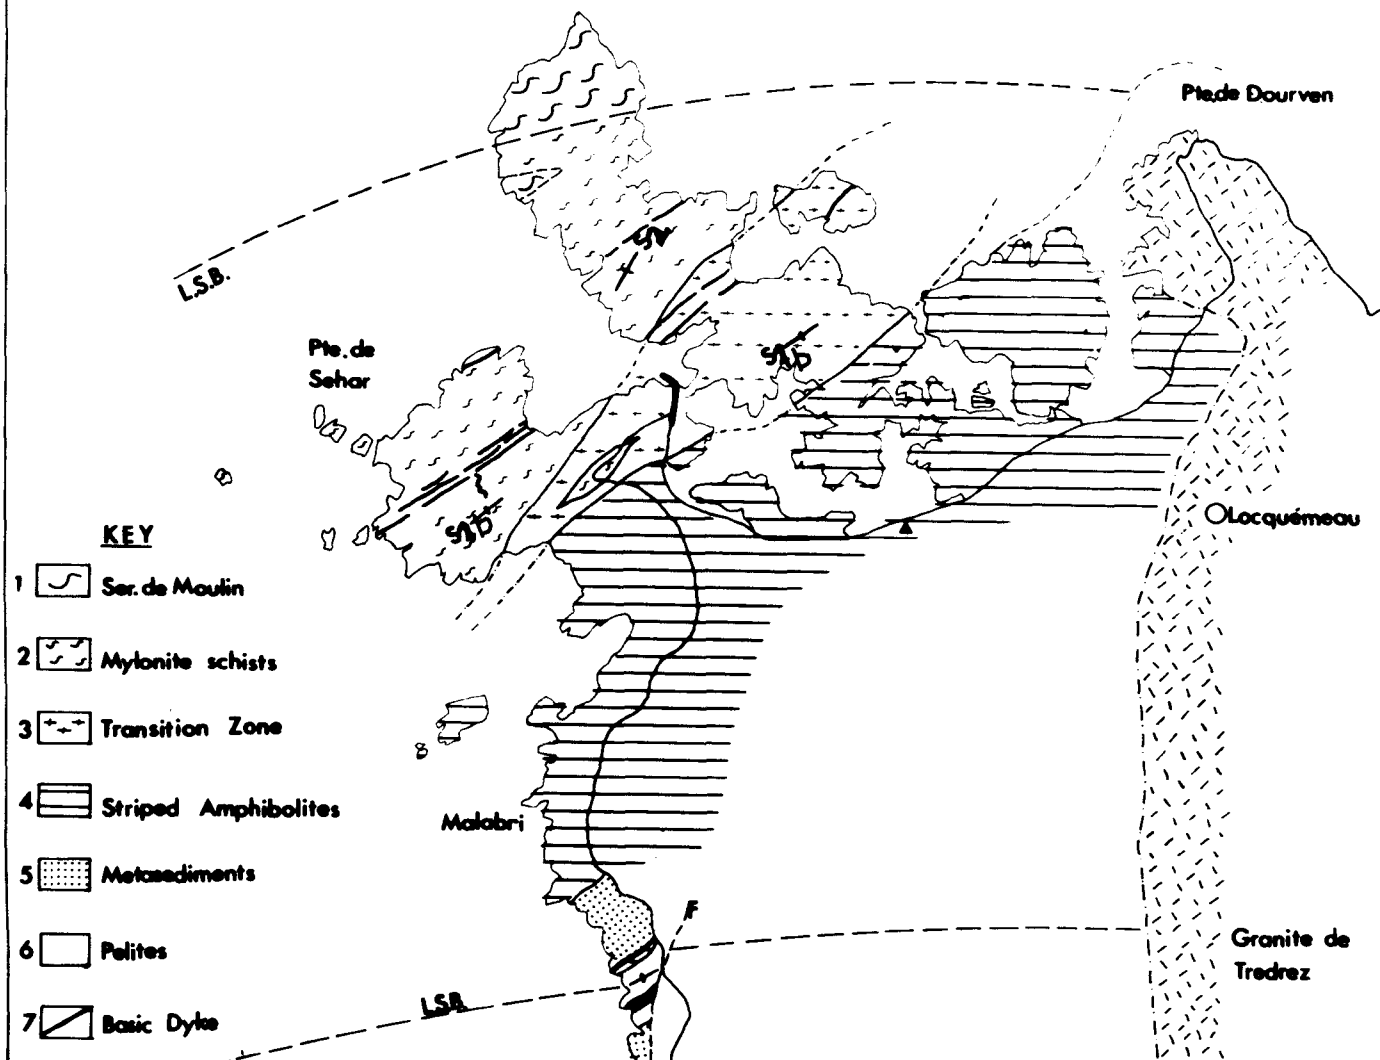 Pte.de Dourven
L.S.B.
Pte. de
Sehar
Locquémeau
KEY
1 Ser. de Moulin
2 Mylonite schists
3 Transition Zone
4 Striped Amphibolites
5 Metasediments
6 Pelites
7 Basic Dyke
Malabri
F
Granite de
Tredrez
L.S.B.